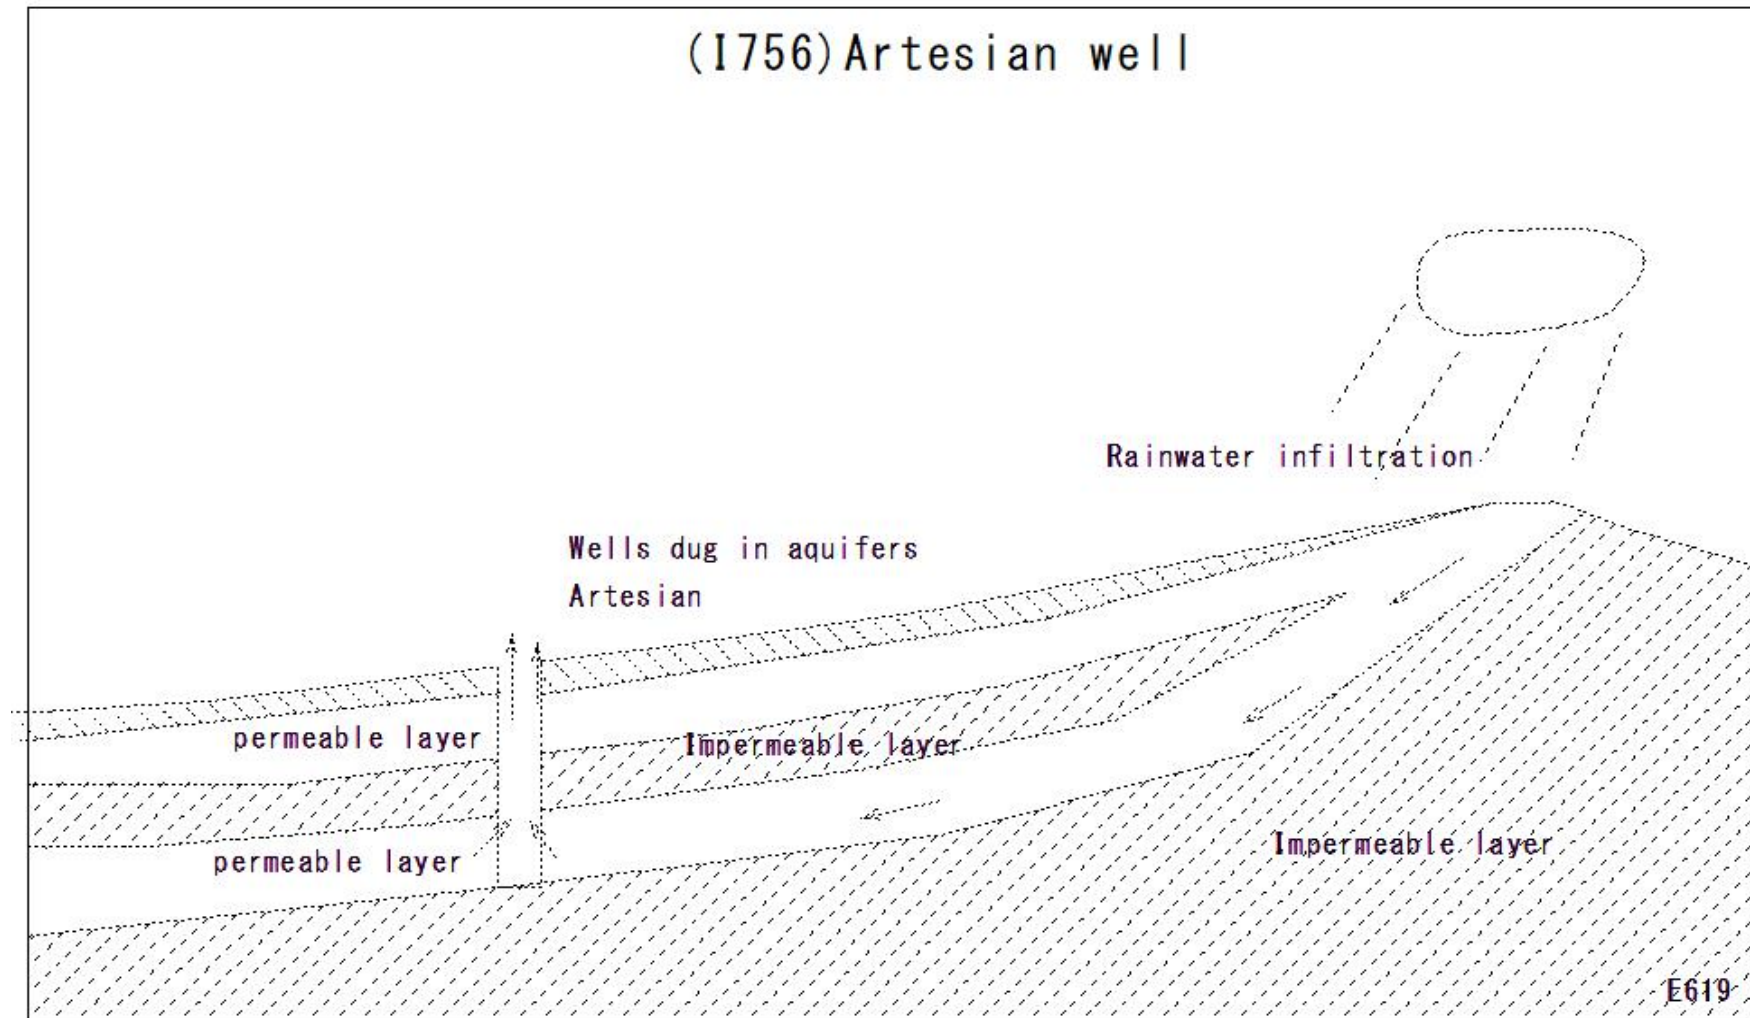 (I756)Artesian well
Rainwater infiltration
Wells dug in aquifers
Artesian
permeable layer
Impermeable layer
permeable layer
Impermeable layer
E619